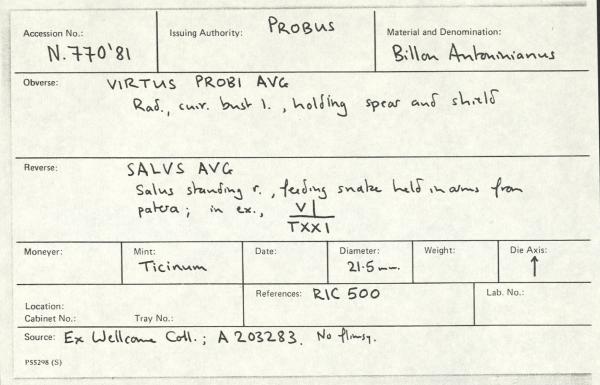 Accession No.: N.770'81 Issuing Authority: PROBUS Material and Denomination: Billon Antoninianus
Obverse: VIRTUS PROBI AVG
Rad., cuir. bust l., holding spear and shield
Reverse: SALVS AVG
Salus standing r., feeding snake held in arms from
patera; in ex., VI
TXXI
Moneyer: Mint: Ticinum Date: Diameter: 21.5 mm. Weight: Die Axis: ↑
Location: References: RIC 500 Lab. No.:
Cabinet No.: Tray No.:
Source: Ex Wellcome Coll.; A 203283. No flimsy.
P55298 (S)